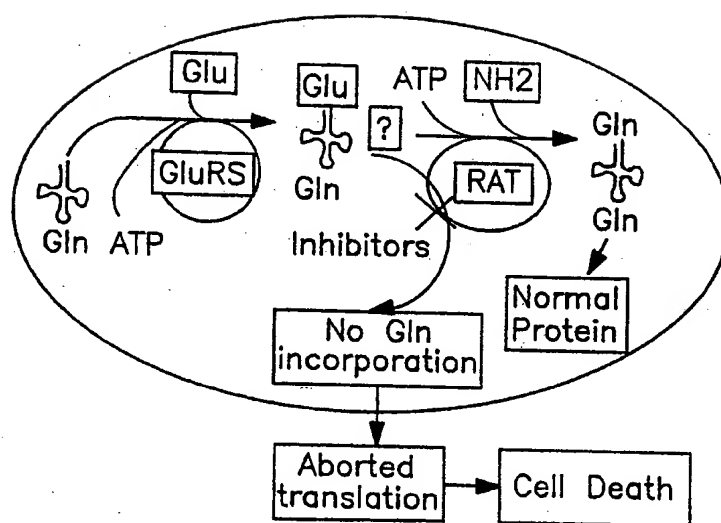 Glu
GluRS
Gln
ATP
Glu
Gln
?
ATP
NH2
RAT
Inhibitors
Gln
Gln
Normal
Protein
No Gln
incorporation
Aborted
translation
Cell Death